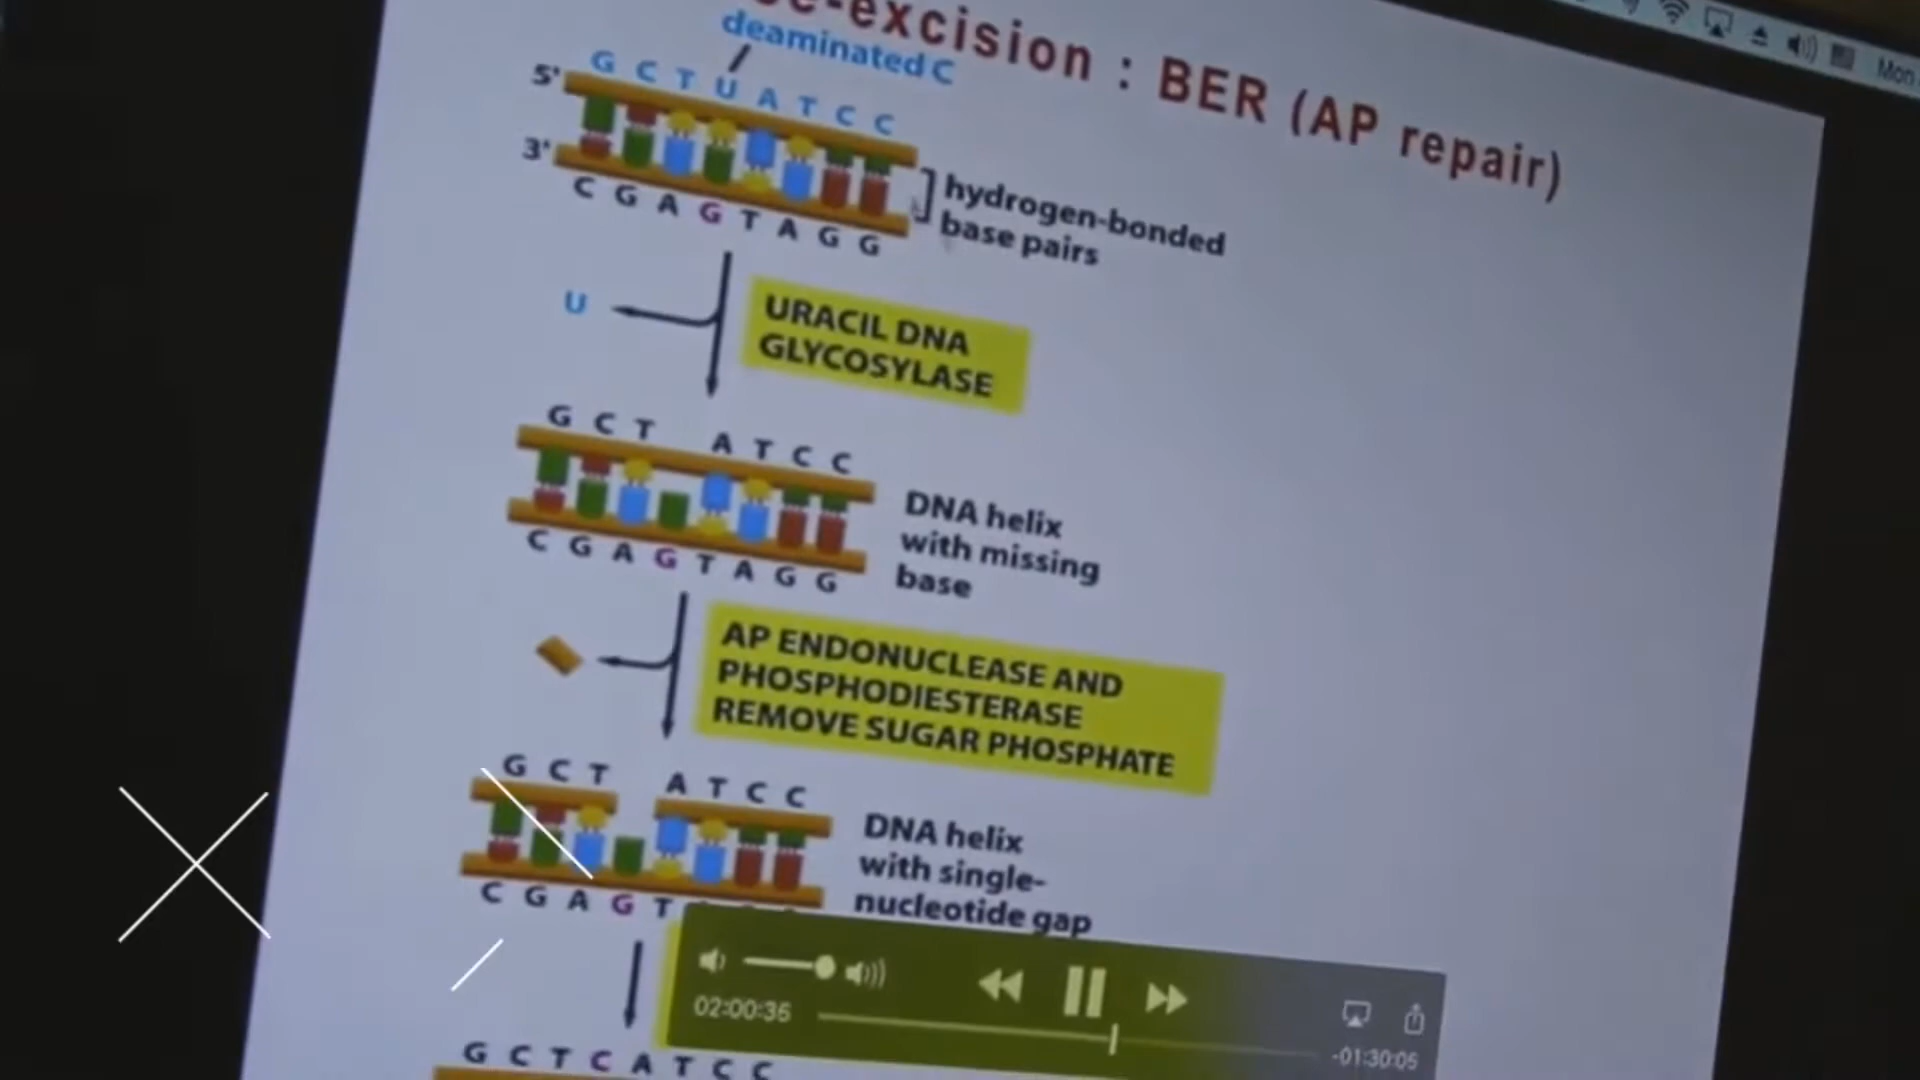 -excision : BER (AP repair)
Mon
deaminated C
5' G C T U A T C C
3'
C G A G T A G G
hydrogen-bonded
base pairs
U
URACIL DNA
GLYCOSYLASE
G C T A T C C
C G A G T A G G
DNA helix
with missing
base
AP ENDONUCLEASE AND
PHOSPHODIESTERASE
REMOVE SUGAR PHOSPHATE
G C T A T C C
C G A G T
DNA helix
with single-
nucleotide gap
02:00:35
-01:30:05
G C T C A T C C